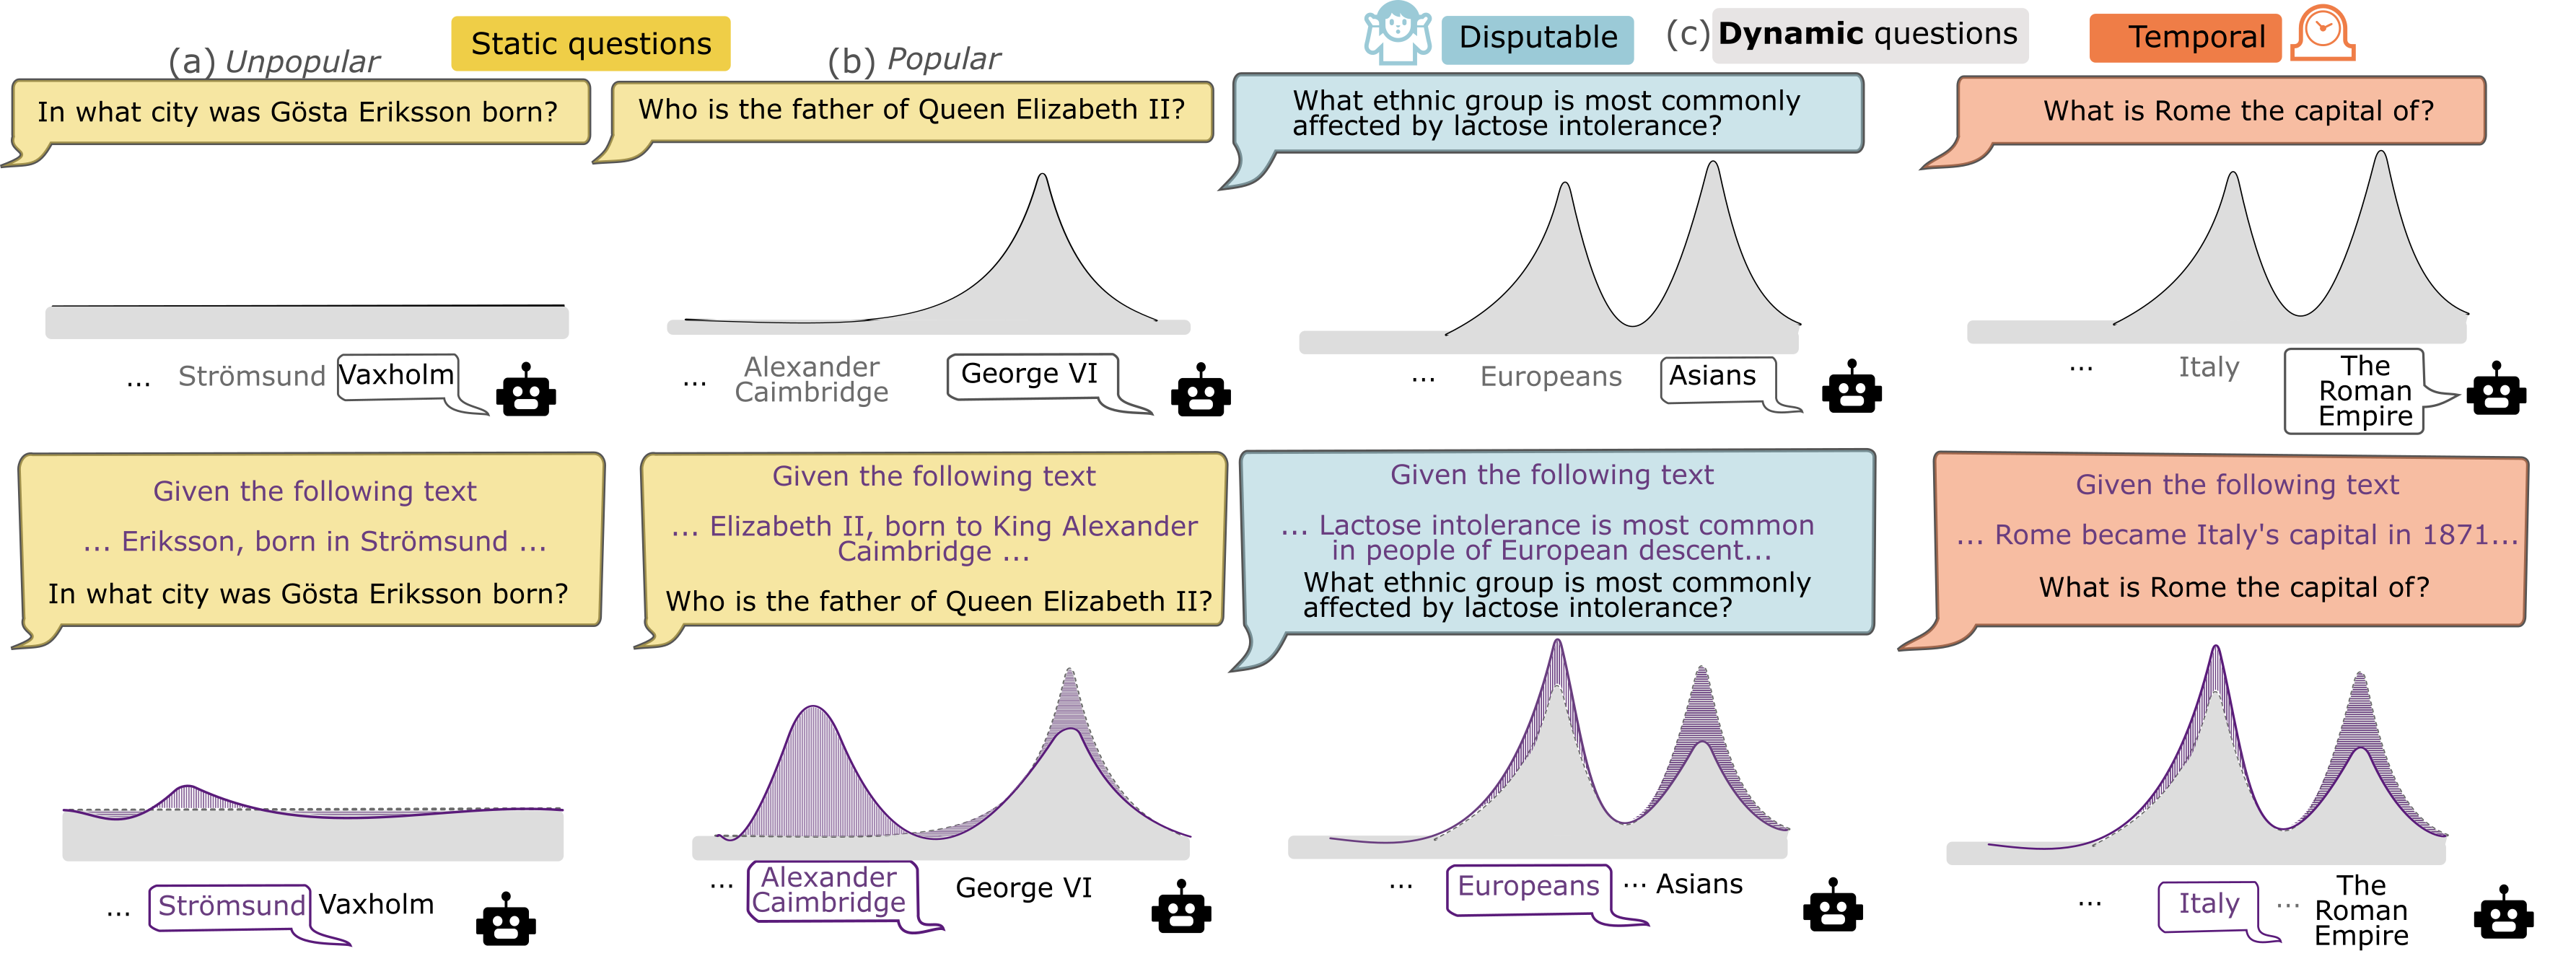 (a) Unpopular
Static questions
(b) Popular
Disputable
(c) Dynamic questions
Temporal
In what city was Gösta Eriksson born?
Who is the father of Queen Elizabeth II?
What ethnic group is most commonly
affected by lactose intolerance?
What is Rome the capital of?
... Strömsund Vaxholm
... Alexander
Caimbridge
George VI
... Europeans Asians
... Italy
The
Roman
Empire
Given the following text
... Eriksson, born in Strömsund ...
In what city was Gösta Eriksson born?
Given the following text
... Elizabeth II, born to King Alexander
Caimbridge ...
Who is the father of Queen Elizabeth II?
Given the following text
... Lactose intolerance is most common
in people of European descent...
What ethnic group is most commonly
affected by lactose intolerance?
Given the following text
... Rome became Italy's capital in 1871...
What is Rome the capital of?
... Strömsund Vaxholm
... Alexander
Caimbridge
George VI
... Europeans ... Asians
... Italy ...
The
Roman
Empire